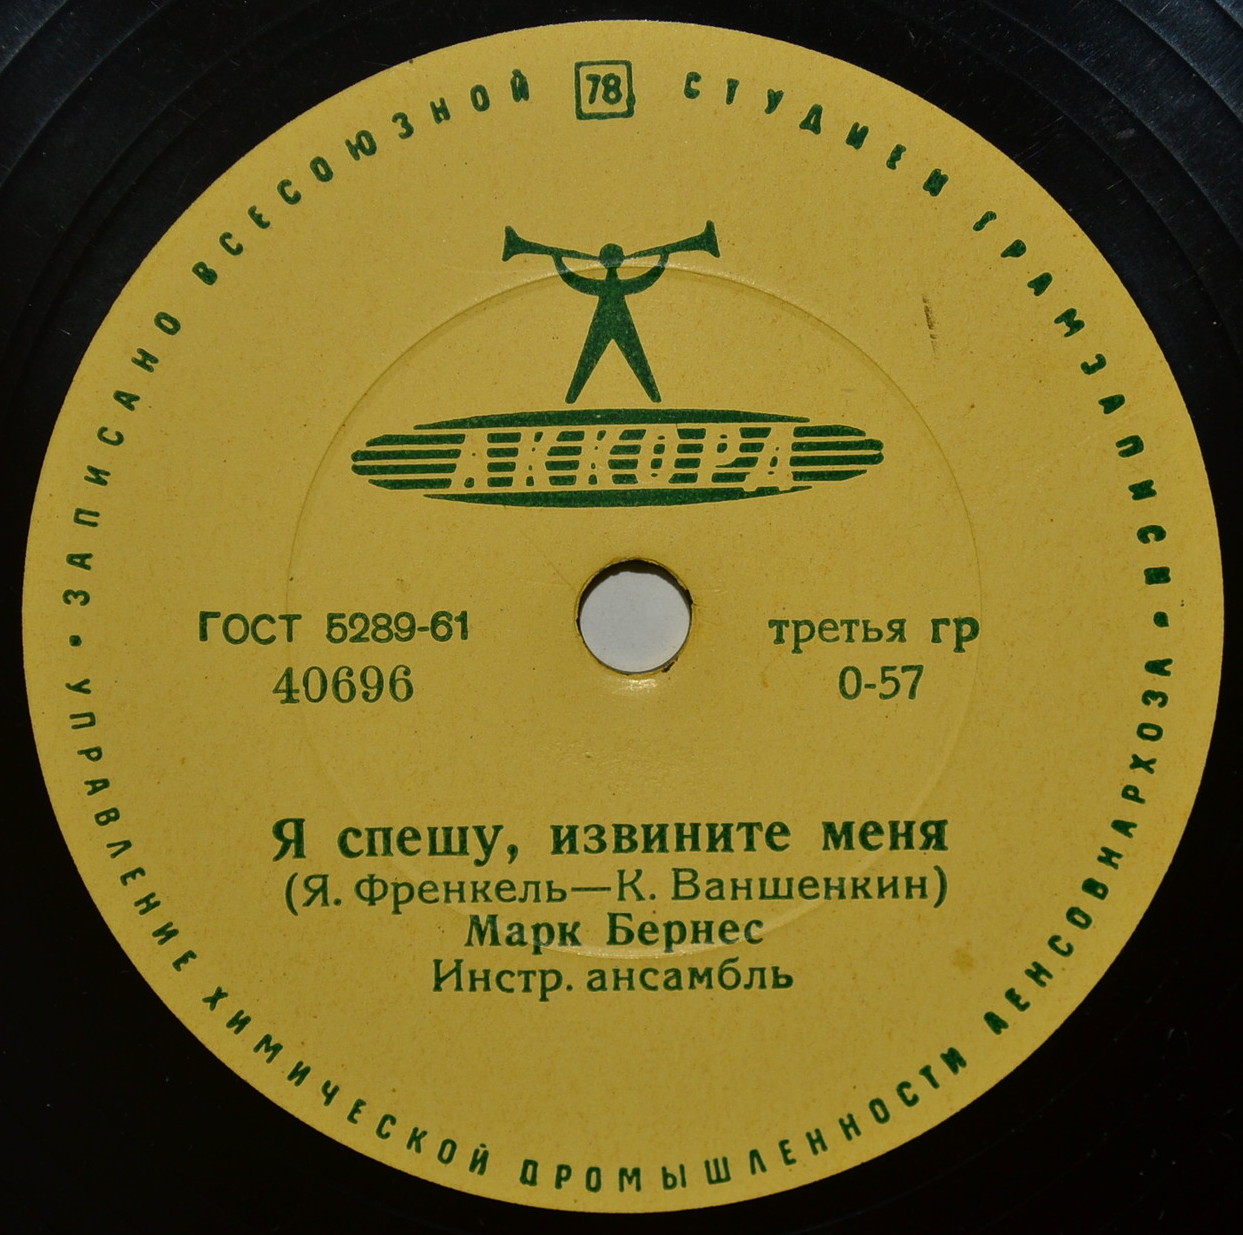 ЗАПИСАНО ВСЕСОЮЗНОЙ 78 СТУДИЕЙ ГРАМЗАПИСИ
АККОРД
ГОСТ 5289-61
40696
третья гр
0-57
Я спешу, извините меня
(Я. Френкель—К. Ваншенкин)
Марк Бернес
Инстр. ансамбль
УПРАВЛЕНИЕ ХИМИЧЕСКОЙ ПРОМЫШЛЕННОСТИ ЛЕНСОВНАРХОЗА